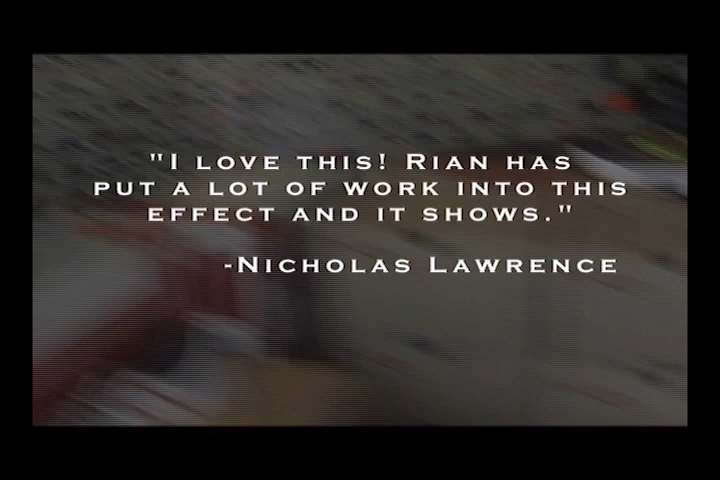 "I LOVE THIS! RIAN HAS
PUT A LOT OF WORK INTO THIS
EFFECT AND IT SHOWS."
-NICHOLAS LAWRENCE